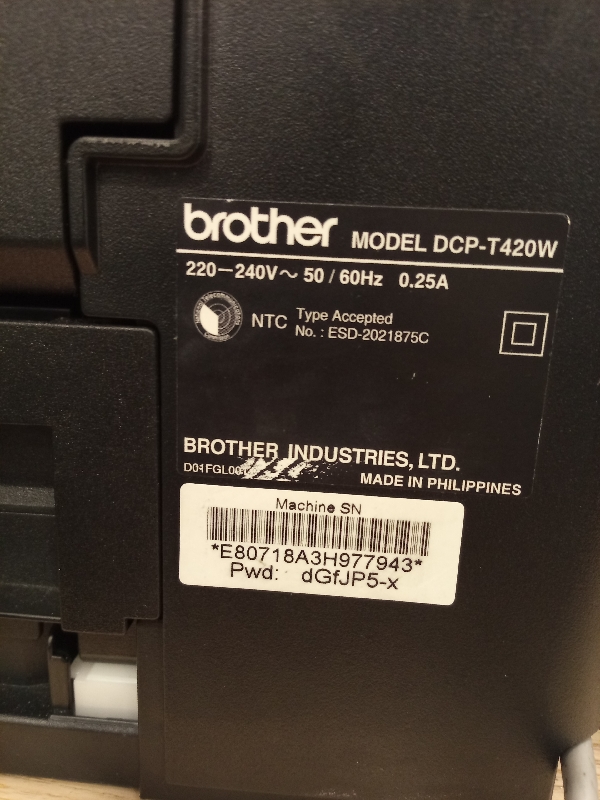 brother MODEL DCP-T420W
220－240V～ 50 / 60Hz 0.25A
NTC Type Accepted
No. : ESD-2021875C
BROTHER INDUSTRIES, LTD.
MADE IN PHILIPPINES
Machine SN
*E80718A3H977943*
Pwd: dGfJP5-x